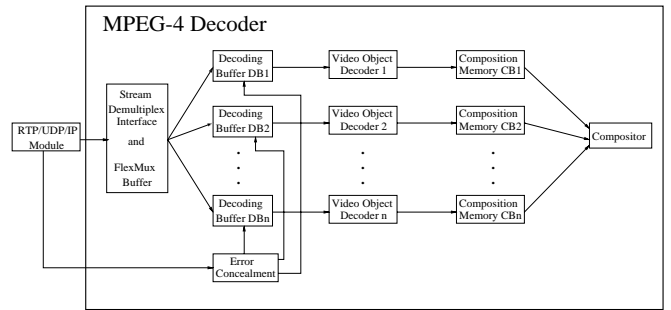 MPEG-4 Decoder
RTP/UDP/IP
Module
Stream
Demultiplex
Interface
and
FlexMux
Buffer
Decoding
Buffer DB1
Video Object
Decoder 1
Composition
Memory CB1
Decoding
Buffer DB2
Video Object
Decoder 2
Composition
Memory CB2
Compositor
Decoding
Buffer DBn
Video Object
Decoder n
Composition
Memory CBn
Error
Concealment